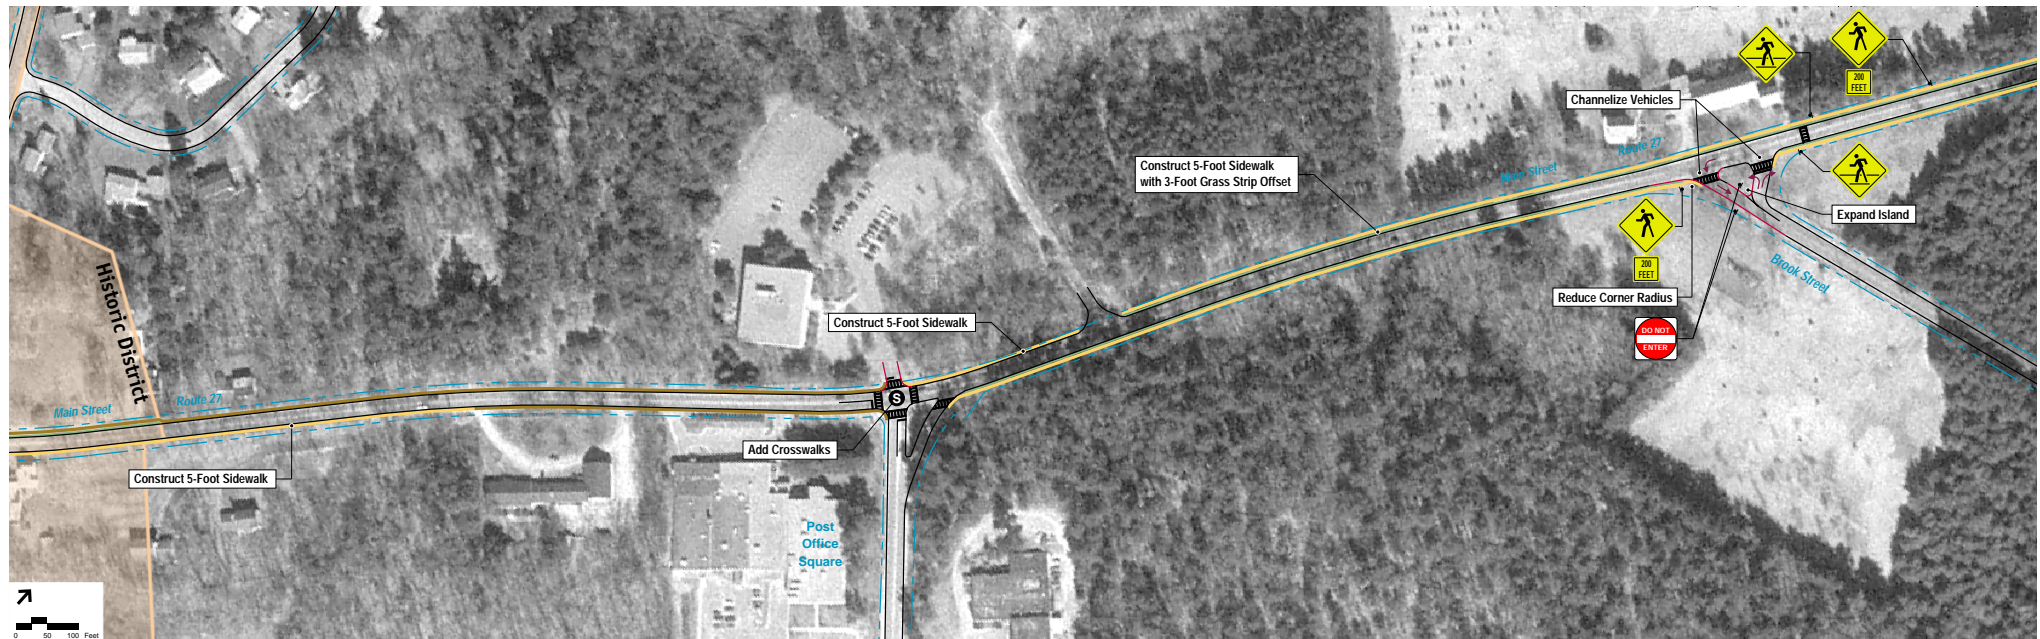 200
FEET
Channelize Vehicles
Route 27
Main Street
Construct 5-Foot Sidewalk
with 3-Foot Grass Strip Offset
Expand Island
200
FEET
Brook Street
Reduce Corner Radius
DO NOT
ENTER
Historic District
Construct 5-Foot Sidewalk
Main Street
Route 27
S
Add Crosswalks
Construct 5-Foot Sidewalk
Post
Office
Square
0 50 100 Feet